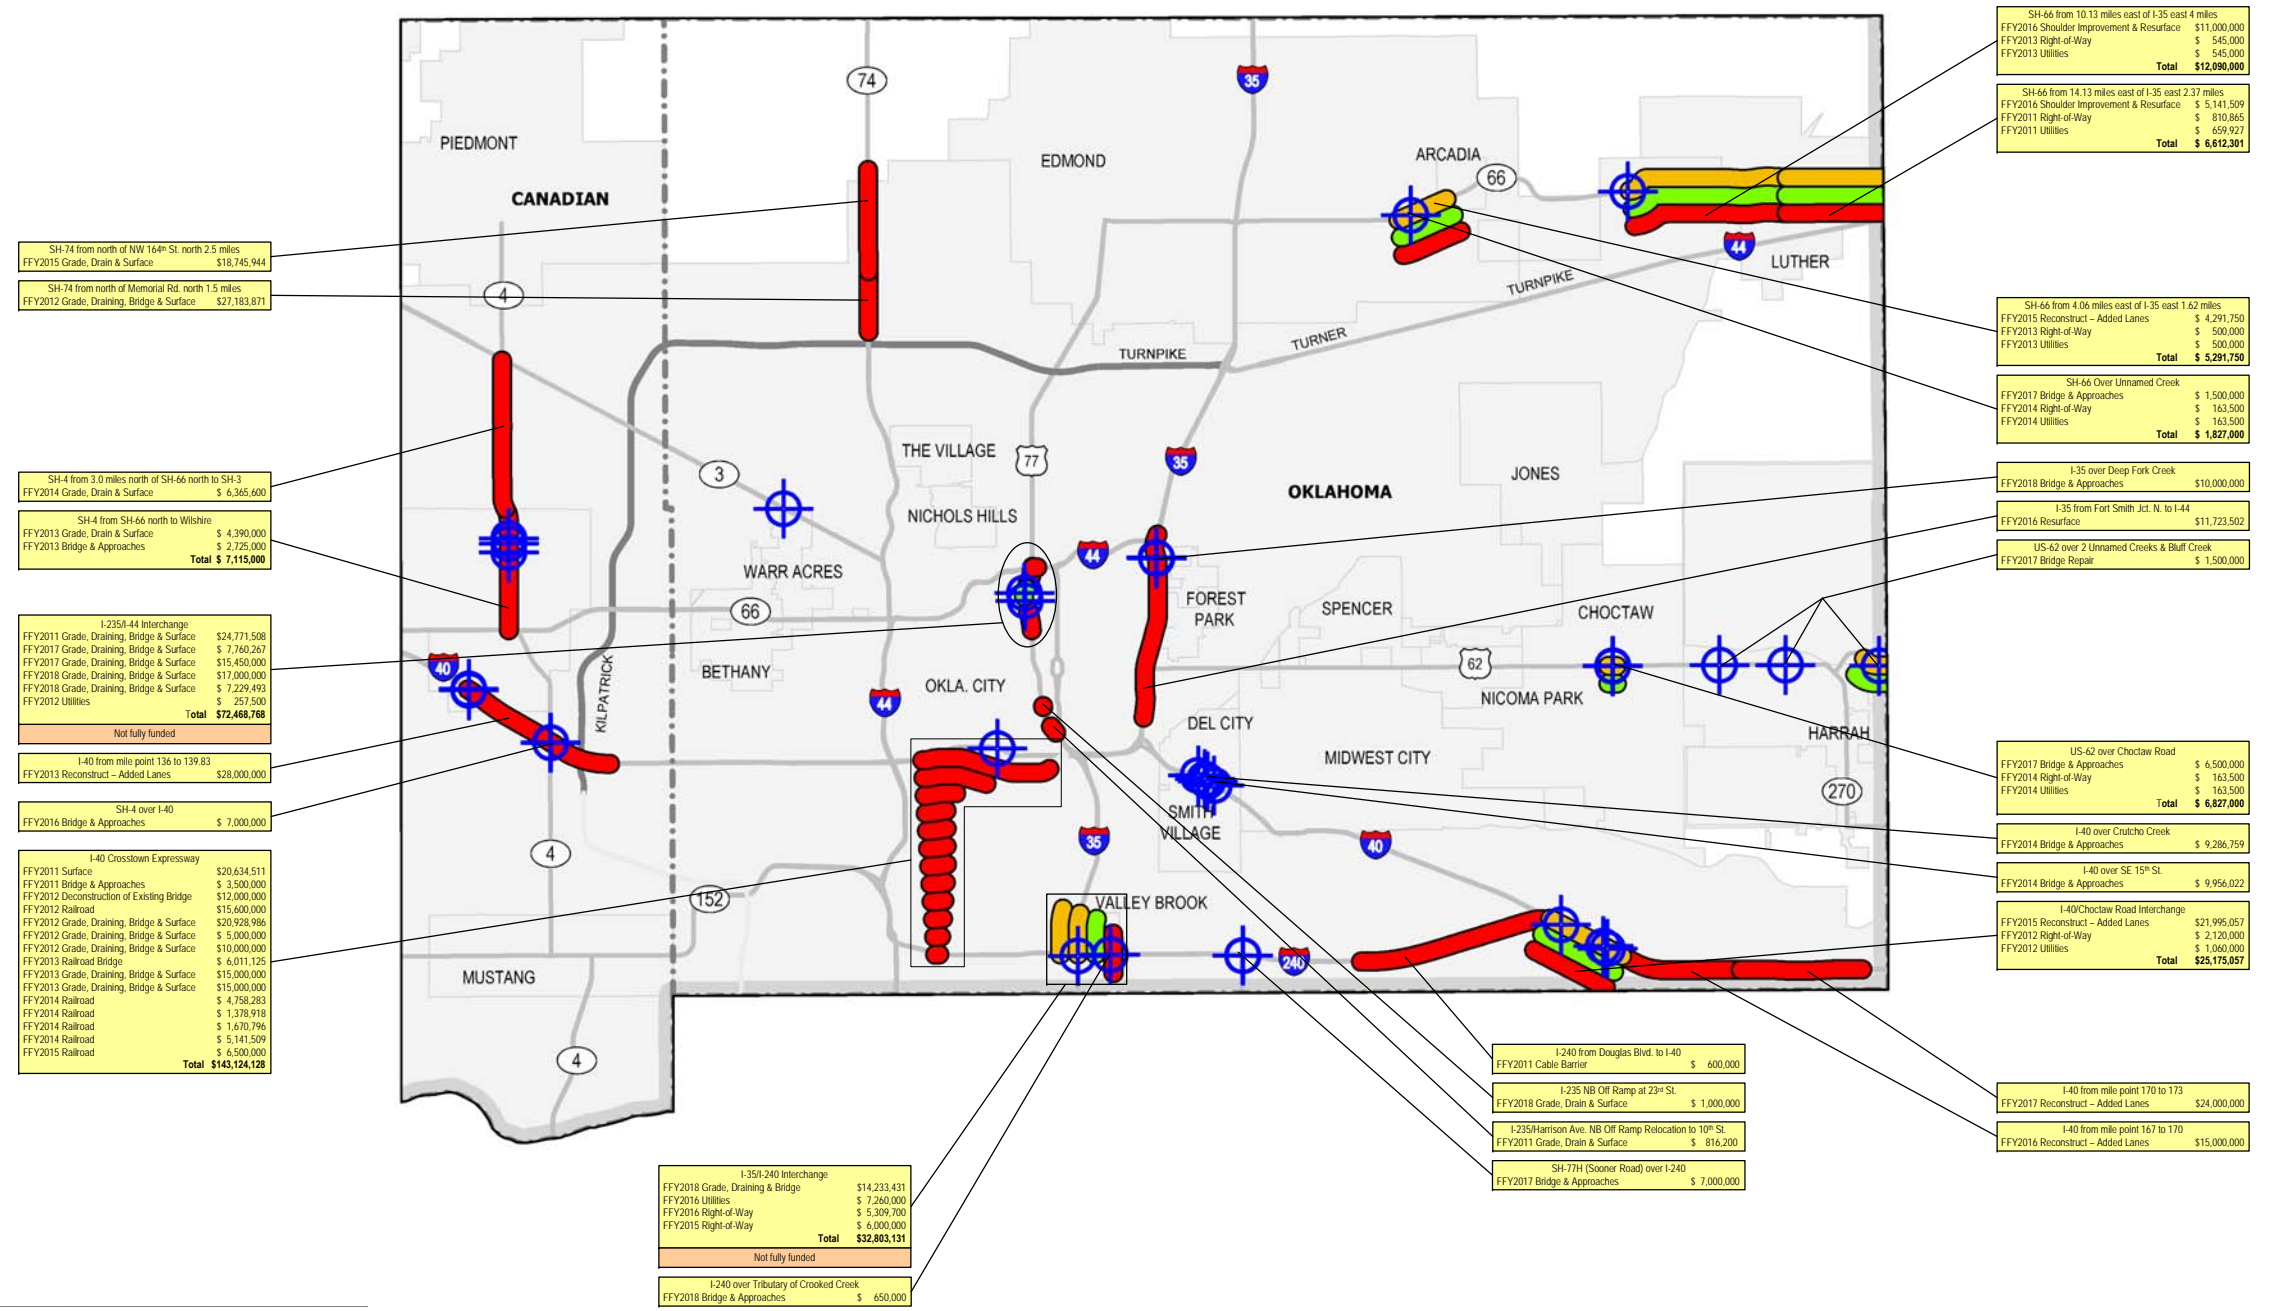 SH-74 from north of NW 164th St. north 2.5 miles
FFY2015 Grade, Drain & Surface $18,745,944
SH-74 from north of Memorial Rd. north 1.5 miles
FFY2012 Grade, Draining, Bridge & Surface $27,183,871
SH-4 from 3.0 miles north of SH-66 north to SH-3
FFY2014 Grade, Drain & Surface $ 6,365,600
SH-4 from SH-66 north to Wilshire
FFY2013 Grade, Drain & Surface $ 4,390,000
FFY2013 Bridge & Approaches $ 2,725,000
Total $ 7,115,000
I-235/I-44 Interchange
FFY2011 Grade, Draining, Bridge & Surface $24,771,508
FFY2017 Grade, Draining, Bridge & Surface $ 7,760,267
FFY2017 Grade, Draining, Bridge & Surface $15,450,000
FFY2018 Grade, Draining, Bridge & Surface $17,000,000
FFY2018 Grade, Draining, Bridge & Surface $ 7,229,493
FFY2012 Utilities $ 257,500
Total $72,468,768
Not fully funded
I-40 from mile point 136 to 139.83
FFY2013 Reconstruct – Added Lanes $28,000,000
SH-4 over I-40
FFY2016 Bridge & Approaches $ 7,000,000
I-40 Crosstown Expressway
FFY2011 Surface $20,634,511
FFY2011 Bridge & Approaches $ 3,500,000
FFY2012 Deconstruction of Existing Bridge $12,000,000
FFY2012 Railroad $15,600,000
FFY2012 Grade, Draining, Bridge & Surface $20,928,986
FFY2012 Grade, Draining, Bridge & Surface $ 5,000,000
FFY2012 Grade, Draining, Bridge & Surface $10,000,000
FFY2013 Railroad Bridge $ 6,011,125
FFY2013 Grade, Draining, Bridge & Surface $15,000,000
FFY2013 Grade, Draining, Bridge & Surface $15,000,000
FFY2014 Railroad $ 4,758,283
FFY2014 Railroad $ 1,378,918
FFY2014 Railroad $ 1,670,796
FFY2014 Railroad $ 5,141,509
FFY2015 Railroad $ 6,500,000
Total $143,124,128
74
35
PIEDMONT
EDMOND
ARCADIA
66
CANADIAN
44
LUTHER
TURNPIKE
4
TURNER
TURNPIKE
THE VILLAGE
77
35
3
JONES
OKLAHOMA
NICHOLS HILLS
44
WARR ACRES
FOREST
PARK
SPENCER
CHOCTAW
66
40
KILPATRICK
BETHANY
62
OKLA. CITY
NICOMA PARK
44
DEL CITY
HARRAH
MIDWEST CITY
270
SMITH
VILLAGE
35
40
4
152
VALLEY BROOK
240
MUSTANG
4
I-35/I-240 Interchange
FFY2018 Grade, Draining & Bridge $14,233,431
FFY2016 Utilities $ 7,260,000
FFY2016 Right-of-Way $ 5,309,700
FFY2015 Right-of-Way $ 6,000,000
Total $32,803,131
Not fully funded
I-240 over Tributary of Crooked Creek
FFY2018 Bridge & Approaches $ 650,000
I-240 from Douglas Blvd. to I-40
FFY2011 Cable Barrier $ 600,000
I-235 NB Off Ramp at 23rd St.
FFY2018 Grade, Drain & Surface $ 1,000,000
I-235/Harrison Ave. NB Off Ramp Relocation to 10th St.
FFY2011 Grade, Drain & Surface $ 816,200
SH-77H (Sooner Road) over I-240
FFY2017 Bridge & Approaches $ 7,000,000
SH-66 from 10.13 miles east of I-35 east 4 miles
FFY2016 Shoulder Improvement & Resurface $11,000,000
FFY2013 Right-of-Way $ 545,000
FFY2013 Utilities $ 545,000
Total $12,090,000
SH-66 from 14.13 miles east of I-35 east 2.37 miles
FFY2016 Shoulder Improvement & Resurface $ 5,141,509
FFY2011 Right-of-Way $ 810,865
FFY2011 Utilities $ 659,927
Total $ 6,612,301
SH-66 from 4.06 miles east of I-35 east 1.62 miles
FFY2015 Reconstruct – Added Lanes $ 4,291,750
FFY2013 Right-of-Way $ 500,000
FFY2013 Utilities $ 500,000
Total $ 5,291,750
SH-66 Over Unnamed Creek
FFY2017 Bridge & Approaches $ 1,500,000
FFY2014 Right-of-Way $ 163,500
FFY2014 Utilities $ 163,500
Total $ 1,827,000
I-35 over Deep Fork Creek
FFY2018 Bridge & Approaches $10,000,000
I-35 from Fort Smith Jct. N. to I-44
FFY2016 Resurface $11,723,502
US-62 over 2 Unnamed Creeks & Bluff Creek
FFY2017 Bridge Repair $ 1,500,000
US-62 over Choctaw Road
FFY2017 Bridge & Approaches $ 6,500,000
FFY2014 Right-of-Way $ 163,500
FFY2014 Utilities $ 163,500
Total $ 6,827,000
I-40 over Crutcho Creek
FFY2014 Bridge & Approaches $ 9,286,759
I-40 over SE 15th St.
FFY2014 Bridge & Approaches $ 9,956,022
I-40/Choctaw Road Interchange
FFY2015 Reconstruct – Added Lanes $21,995,057
FFY2012 Right-of-Way $ 2,120,000
FFY2012 Utilities $ 1,060,000
Total $25,175,057
I-40 from mile point 170 to 173
FFY2017 Reconstruct – Added Lanes $24,000,000
I-40 from mile point 167 to 170
FFY2016 Reconstruct – Added Lanes $15,000,000